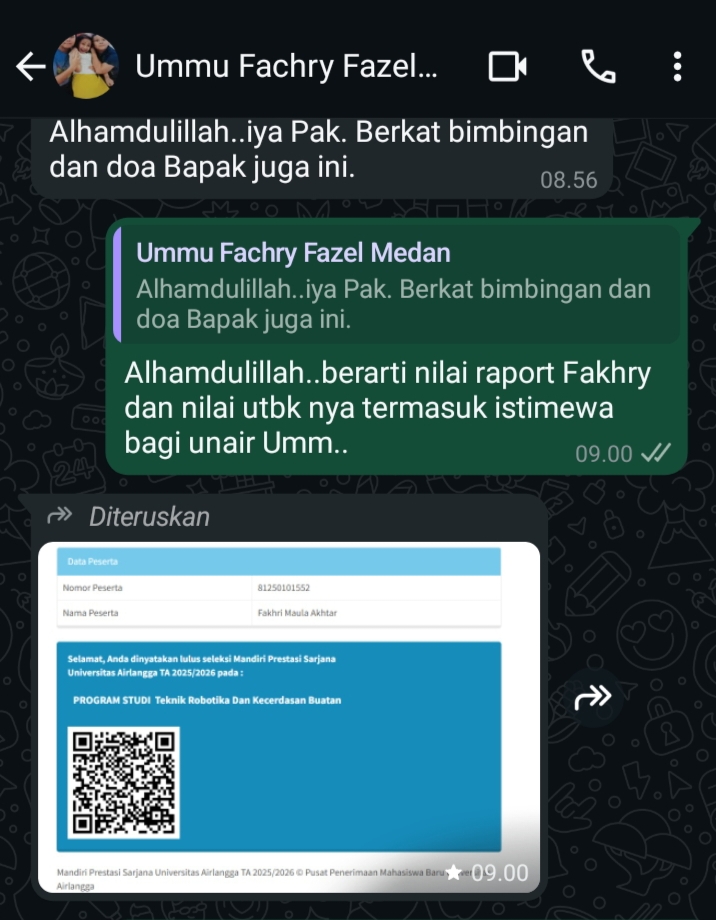 Ummu Fachry Fazel...
Alhamdulillah..iya Pak. Berkat bimbingan
dan doa Bapak juga ini.
08.56
Ummu Fachry Fazel Medan
Alhamdulillah..iya Pak. Berkat bimbingan dan
doa Bapak juga ini.
Alhamdulillah..berarti nilai raport Fakhry
dan nilai utbk nya termasuk istimewa
bagi unair Umm..
09.00
Diteruskan
Data Peserta
Nomor Peserta 81250101552
Nama Peserta Fakhri Maula Akhtar
Selamat, Anda dinyatakan lulus seleksi Mandiri Prestasi Sarjana
Universitas Airlangga TA 2025/2026 pada :
PROGRAM STUDI Teknik Robotika Dan Kecerdasan Buatan
Mandiri Prestasi Sarjana Universitas Airlangga TA 2025/2026 © Pusat Penerimaan Mahasiswa Baru
Airlangga
09.00